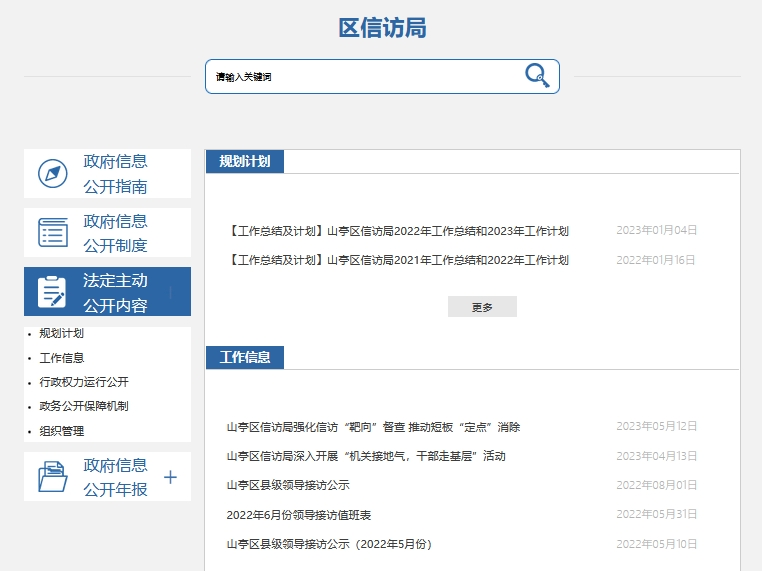 区信访局
请输入关键词
政府信息
公开指南
政府信息
公开制度
法定主动
公开内容
• 规划计划
• 工作信息
• 行政权力运行公开
• 政务公开保障机制
• 组织管理
政府信息
公开年报 +
规划计划
【工作总结及计划】山亭区信访局2022年工作总结和2023年工作计划 2023年01月04日
【工作总结及计划】山亭区信访局2021年工作总结和2022年工作计划 2022年01月16日
更多
工作信息
山亭区信访局强化信访“靶向”督查 推动短板“定点”消除 2023年05月12日
山亭区信访局深入开展“机关接地气，干部走基层”活动 2023年04月13日
山亭区县级领导接访公示 2022年08月01日
2022年6月份领导接访值班表 2022年05月31日
山亭区县级领导接访公示（2022年5月份） 2022年05月10日